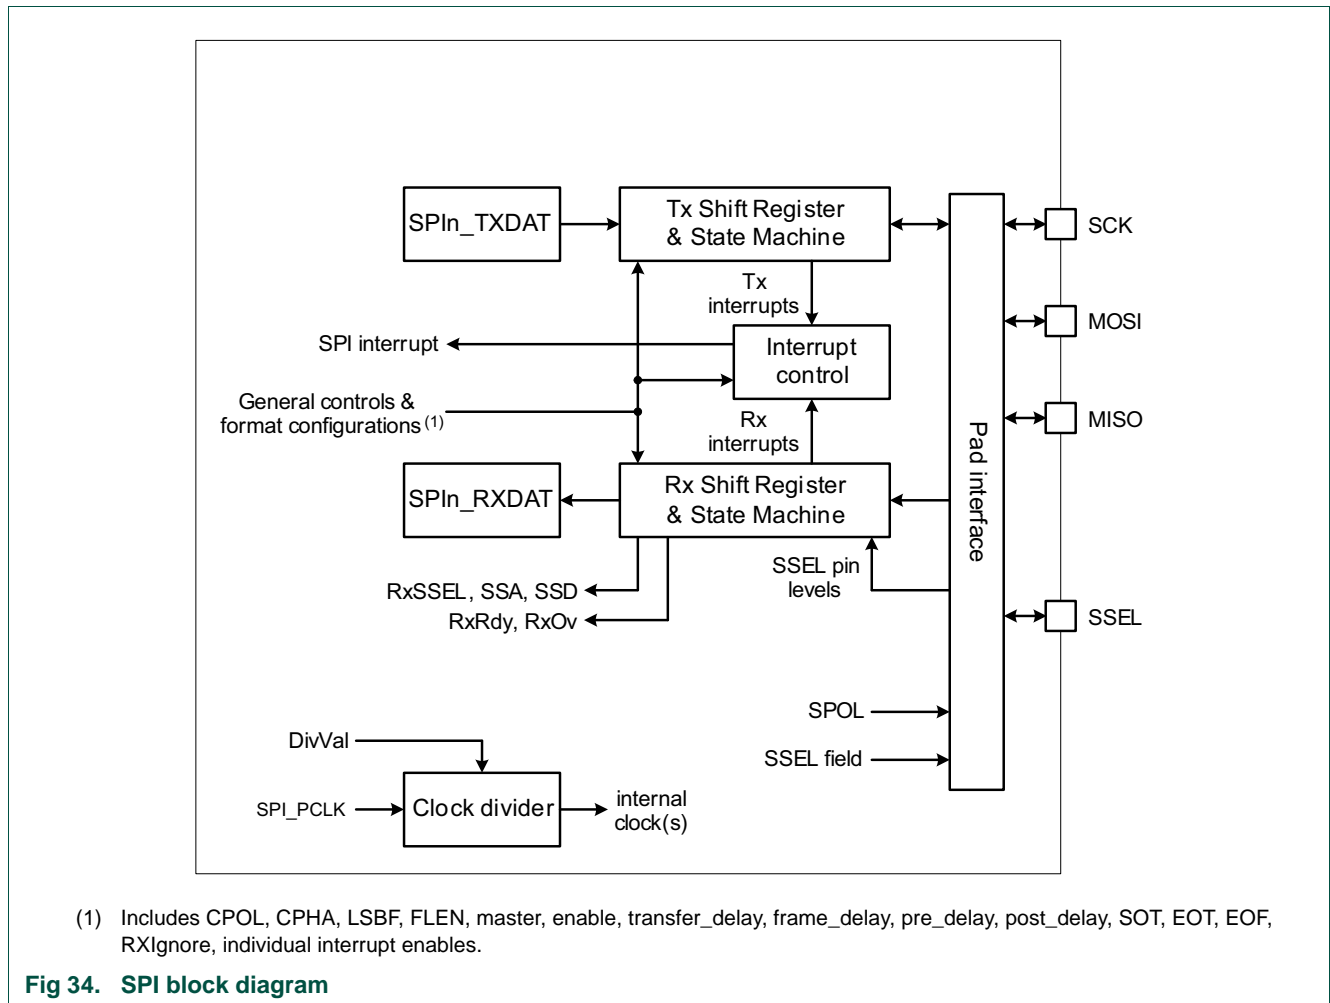 SPIn_TXDAT
Tx Shift Register
& State Machine
SCK
Tx
interrupts
MOSI
SPI interrupt
Interrupt
control
General controls &
format configurations (1)
Rx
interrupts
MISO
Pad interface
SPIn_RXDAT
Rx Shift Register
& State Machine
SSEL pin
levels
RxSSEL, SSA, SSD
RxRdy, RxOv
SSEL
SPOL
DivVal
SSEL field
SPI_PCLK
Clock divider
internal
clock(s)
(1) Includes CPOL, CPHA, LSBF, FLEN, master, enable, transfer_delay, frame_delay, pre_delay, post_delay, SOT, EOT, EOF,
RXIgnore, individual interrupt enables.
Fig 34. SPI block diagram